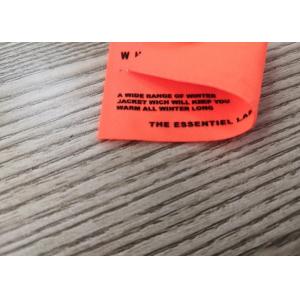 W
A WIDE RANGE OF WINTER
JACKET WICH WILL KEEP YOU
WARM ALL WINTER LONG
THE ESSENTIEL